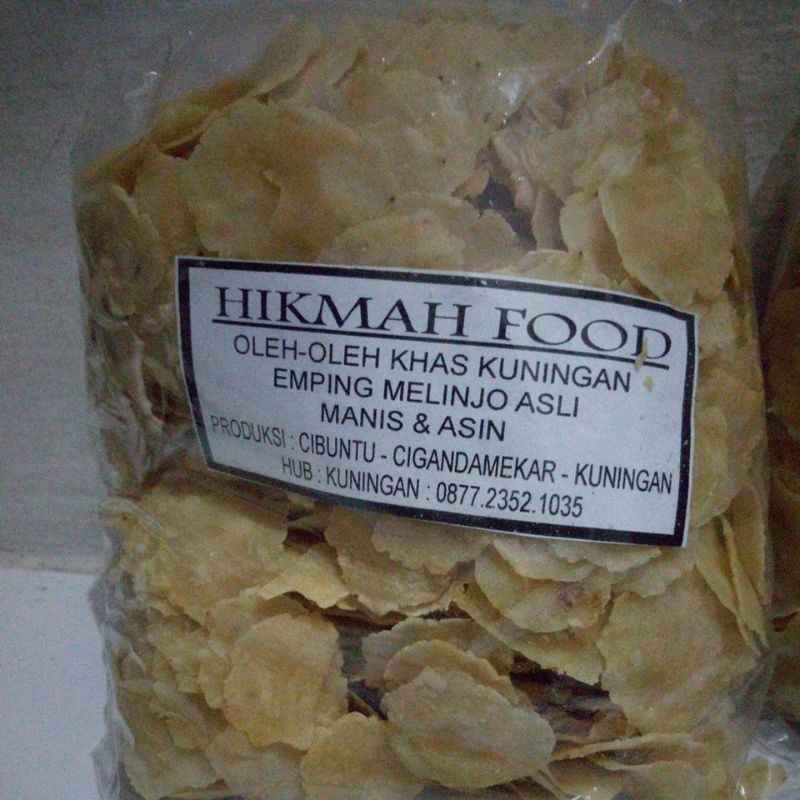 HIKMAH FOOD
OLEH-OLEH KHAS KUNINGAN
EMPING MELINJO ASLI
MANIS & ASIN
PRODUKSI : CIBUNTU - CIGANDAMEKAR - KUNINGAN
HUB : KUNINGAN : 0877.2352.1035